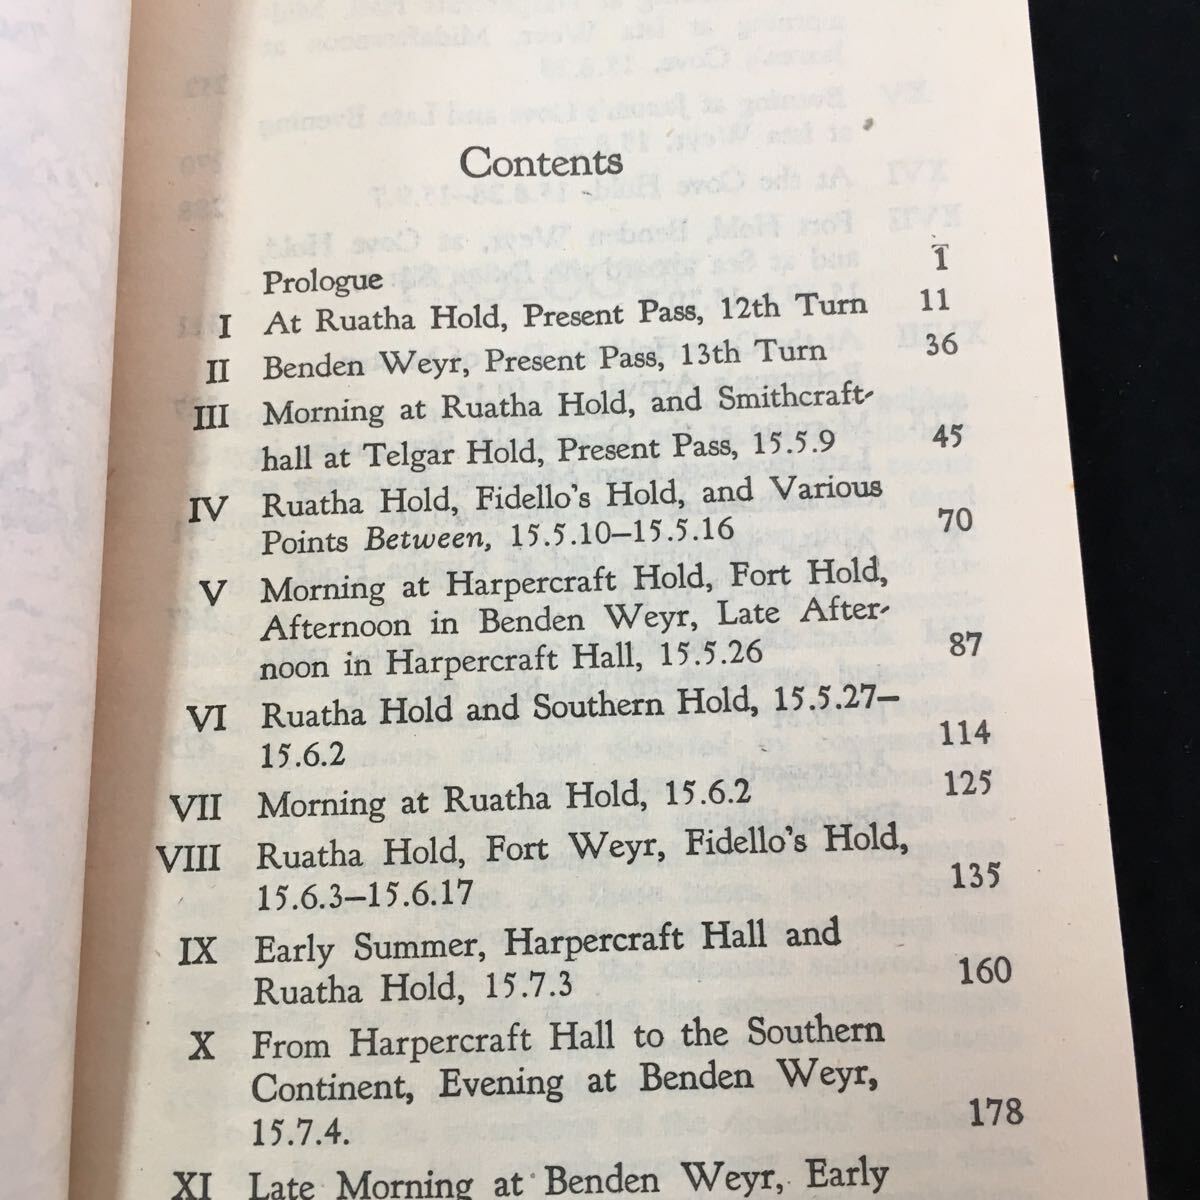 Contents
Prologue 1
I At Ruatha Hold, Present Pass, 12th Turn 11
II Benden Weyr, Present Pass, 13th Turn 36
III Morning at Ruatha Hold, and Smithcraft-
hall at Telgar Hold, Present Pass, 15.5.9 45
IV Ruatha Hold, Fidello's Hold, and Various
Points Between, 15.5.10–15.5.16 70
V Morning at Harpercraft Hold, Fort Hold,
Afternoon in Benden Weyr, Late After-
noon in Harpercraft Hall, 15.5.26 87
VI Ruatha Hold and Southern Hold, 15.5.27–
15.6.2 114
VII Morning at Ruatha Hold, 15.6.2 125
VIII Ruatha Hold, Fort Weyr, Fidello's Hold,
15.6.3–15.6.17 135
IX Early Summer, Harpercraft Hall and
Ruatha Hold, 15.7.3 160
X From Harpercraft Hall to the Southern
Continent, Evening at Benden Weyr,
15.7.4. 178
XI Late Morning at Benden Weyr, Early